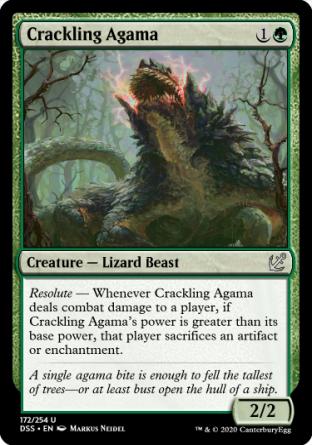 Crackling Agama 1
Creature — Lizard Beast
Resolute — Whenever Crackling Agama
deals combat damage to a player, if
Crackling Agama's power is greater than its
base power, that player sacrifices an artifact
or enchantment.
A single agama bite is enough to fell the tallest
of trees—or at least bust open the hull of a ship.
2/2
172/254 U
DSS • EN Markus Neidel ™ & © 2020 CanterburyEgg